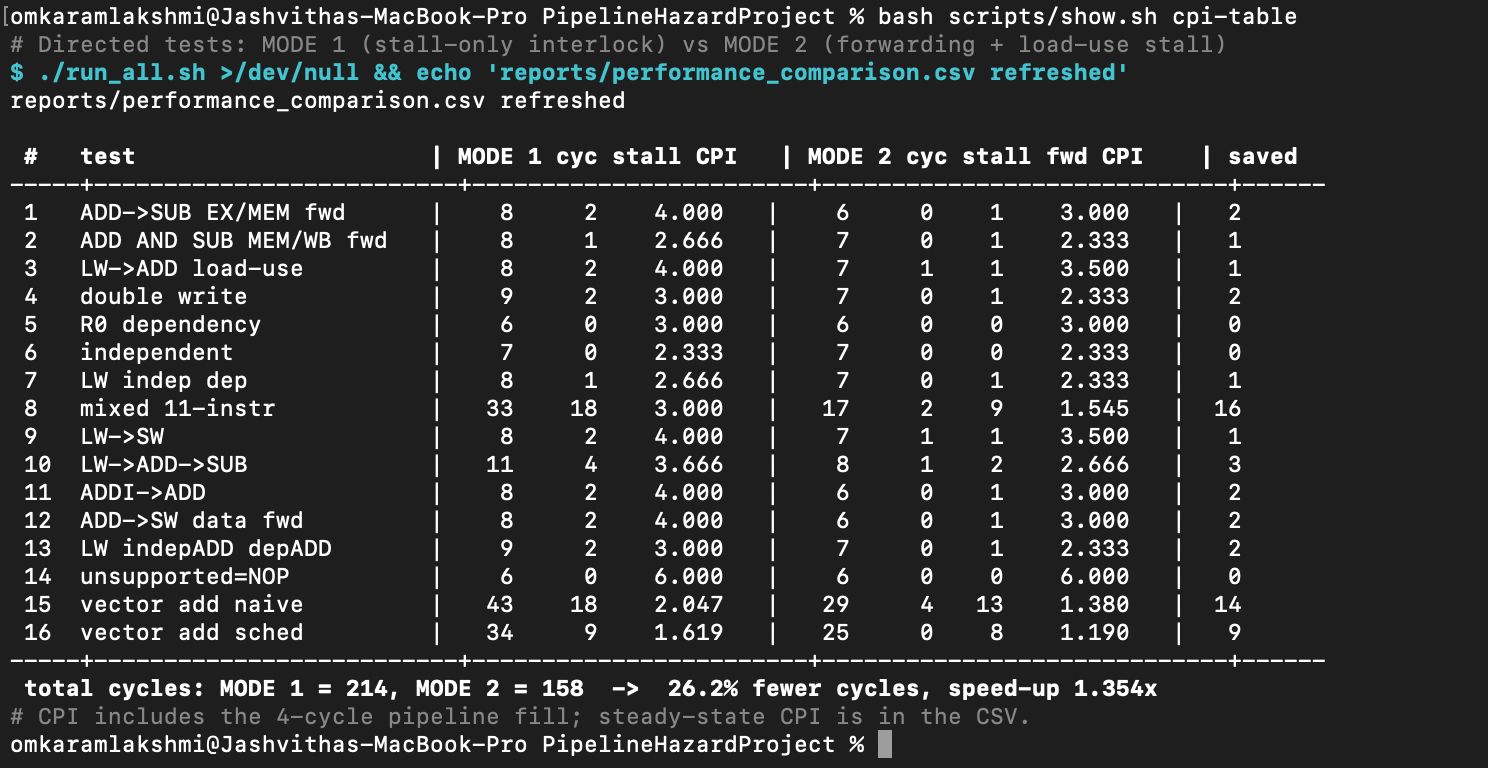 [omkaramlakshmi@Jashvithas-MacBook-Pro PipelineHazardProject % bash scripts/show.sh cpi-table
# Directed tests: MODE 1 (stall-only interlock) vs MODE 2 (forwarding + load-use stall)
$ ./run_all.sh >/dev/null && echo 'reports/performance_comparison.csv refreshed'
reports/performance_comparison.csv refreshed

 #   test                      | MODE 1 cyc stall CPI   | MODE 2 cyc stall fwd CPI    | saved
-----+---------------------------+------------------------+-----------------------------+------
 1   ADD->SUB EX/MEM fwd       |    8     2    4.000   |    6     0     1    3.000   |   2
 2   ADD AND SUB MEM/WB fwd    |    8     1    2.666   |    7     0     1    2.333   |   1
 3   LW->ADD load-use          |    8     2    4.000   |    7     1     1    3.500   |   1
 4   double write              |    9     2    3.000   |    7     0     1    2.333   |   2
 5   R0 dependency             |    6     0    3.000   |    6     0     0    3.000   |   0
 6   independent               |    7     0    2.333   |    7     0     0    2.333   |   0
 7   LW indep dep              |    8     1    2.666   |    7     0     1    2.333   |   1
 8   mixed 11-instr            |   33    18    3.000   |   17     2     9    1.545   |  16
 9   LW->SW                    |    8     2    4.000   |    7     1     1    3.500   |   1
 10  LW->ADD->SUB              |   11     4    3.666   |    8     1     2    2.666   |   3
 11  ADDI->ADD                 |    8     2    4.000   |    6     0     1    3.000   |   2
 12  ADD->SW data fwd          |    8     2    4.000   |    6     0     1    3.000   |   2
 13  LW indepADD depADD        |    9     2    3.000   |    7     0     1    2.333   |   2
 14  unsupported=NOP           |    6     0    6.000   |    6     0     0    6.000   |   0
 15  vector add naive          |   43    18    2.047   |   29     4    13    1.380   |  14
 16  vector add sched          |   34     9    1.619   |   25     0     8    1.190   |   9
-----+---------------------------+------------------------+-----------------------------+------
 total cycles: MODE 1 = 214, MODE 2 = 158  ->  26.2% fewer cycles, speed-up 1.354x
# CPI includes the 4-cycle pipeline fill; steady-state CPI is in the CSV.
omkaramlakshmi@Jashvithas-MacBook-Pro PipelineHazardProject %